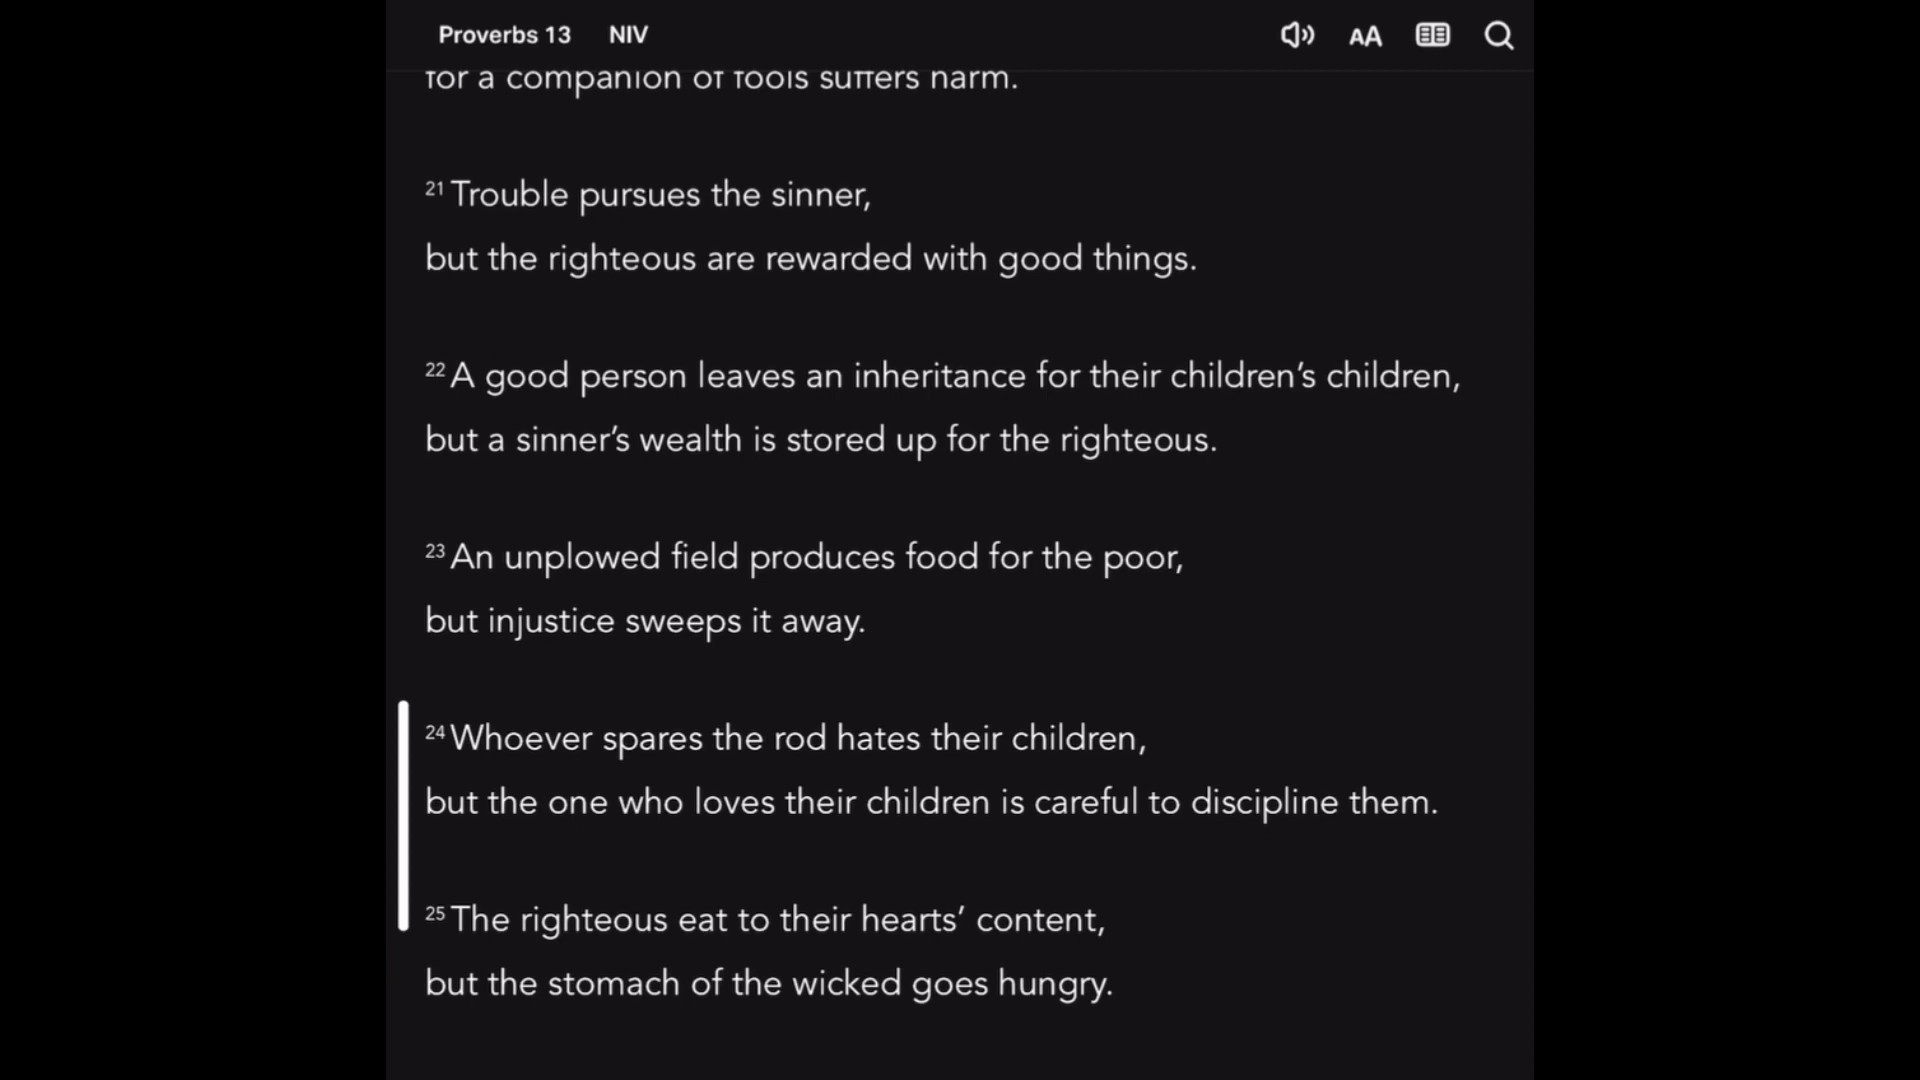 Proverbs 13 NIV
AA
for a companion of fools suffers harm.
21 Trouble pursues the sinner,
but the righteous are rewarded with good things.
22 A good person leaves an inheritance for their children’s children,
but a sinner’s wealth is stored up for the righteous.
23 An unplowed field produces food for the poor,
but injustice sweeps it away.
24 Whoever spares the rod hates their children,
but the one who loves their children is careful to discipline them.
25 The righteous eat to their hearts’ content,
but the stomach of the wicked goes hungry.